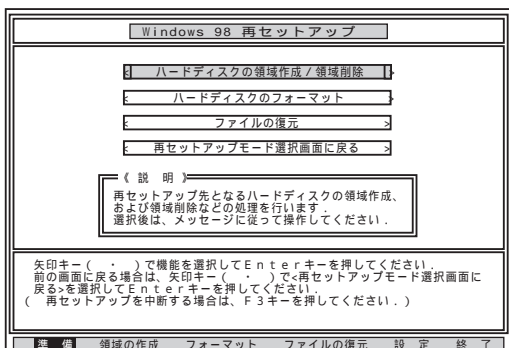 Windows 98 再セットアップ
< ハードディスクの領域作成/領域削除 >
< ハードディスクのフォーマット >
< ファイルの復元 >
< 再セットアップモード選択画面に戻る >
《 説 明 》
再セットアップ先となるハードディスクの領域作成、
および領域削除などの処理を行います.
選択後は、メッセージに従って操作してください.
矢印キー( ・ )で機能を選択してEnterキーを押してください.
前の画面に戻る場合は、矢印キー( ・ )で<再セットアップモード選択画面に
戻る>を選択してEnterキーを押してください.
( 再セットアップを中断する場合は、F3キーを押してください.)
準 備 領域の作成 フォーマット ファイルの復元 設 定 終 了